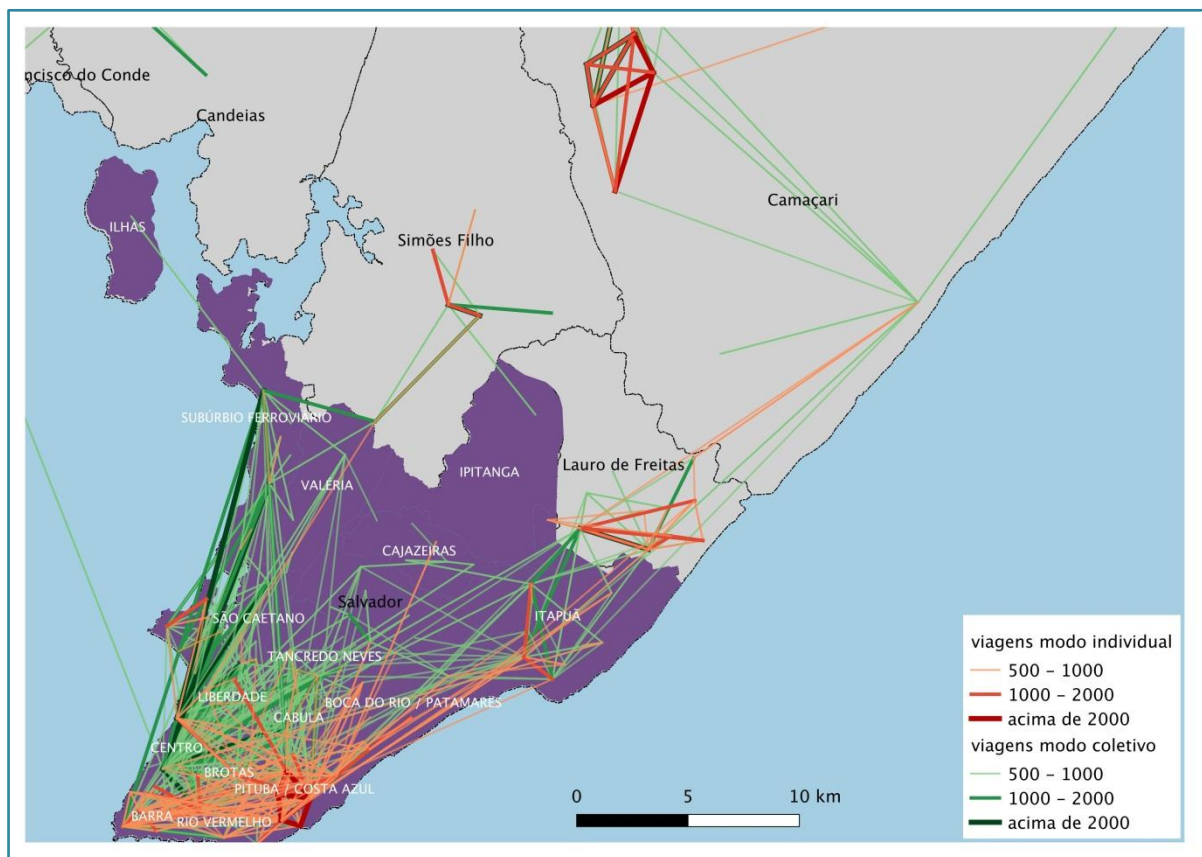 ncisco do Conde
Candeias
ILHAS
Camaçari
Simões Filho
SUBÚRBIO FERROVIÁRIO
VALERIA
IPITANGA
Lauro de Freitas
CAJAZEIRAS
Salvador
SÃO CAETANO
ITAPUÃ
TANCREDO NEVES
LIBERDADE
BOCA DO RIO / PATAMARES
CABULA
CENTRO
BROTAS
PITUBA / COSTA AZUL
BARRA
RIO VERMELHO
0 5 10 km
viagens modo individual
500 – 1000
1000 – 2000
acima de 2000
viagens modo coletivo
500 – 1000
1000 – 2000
acima de 2000